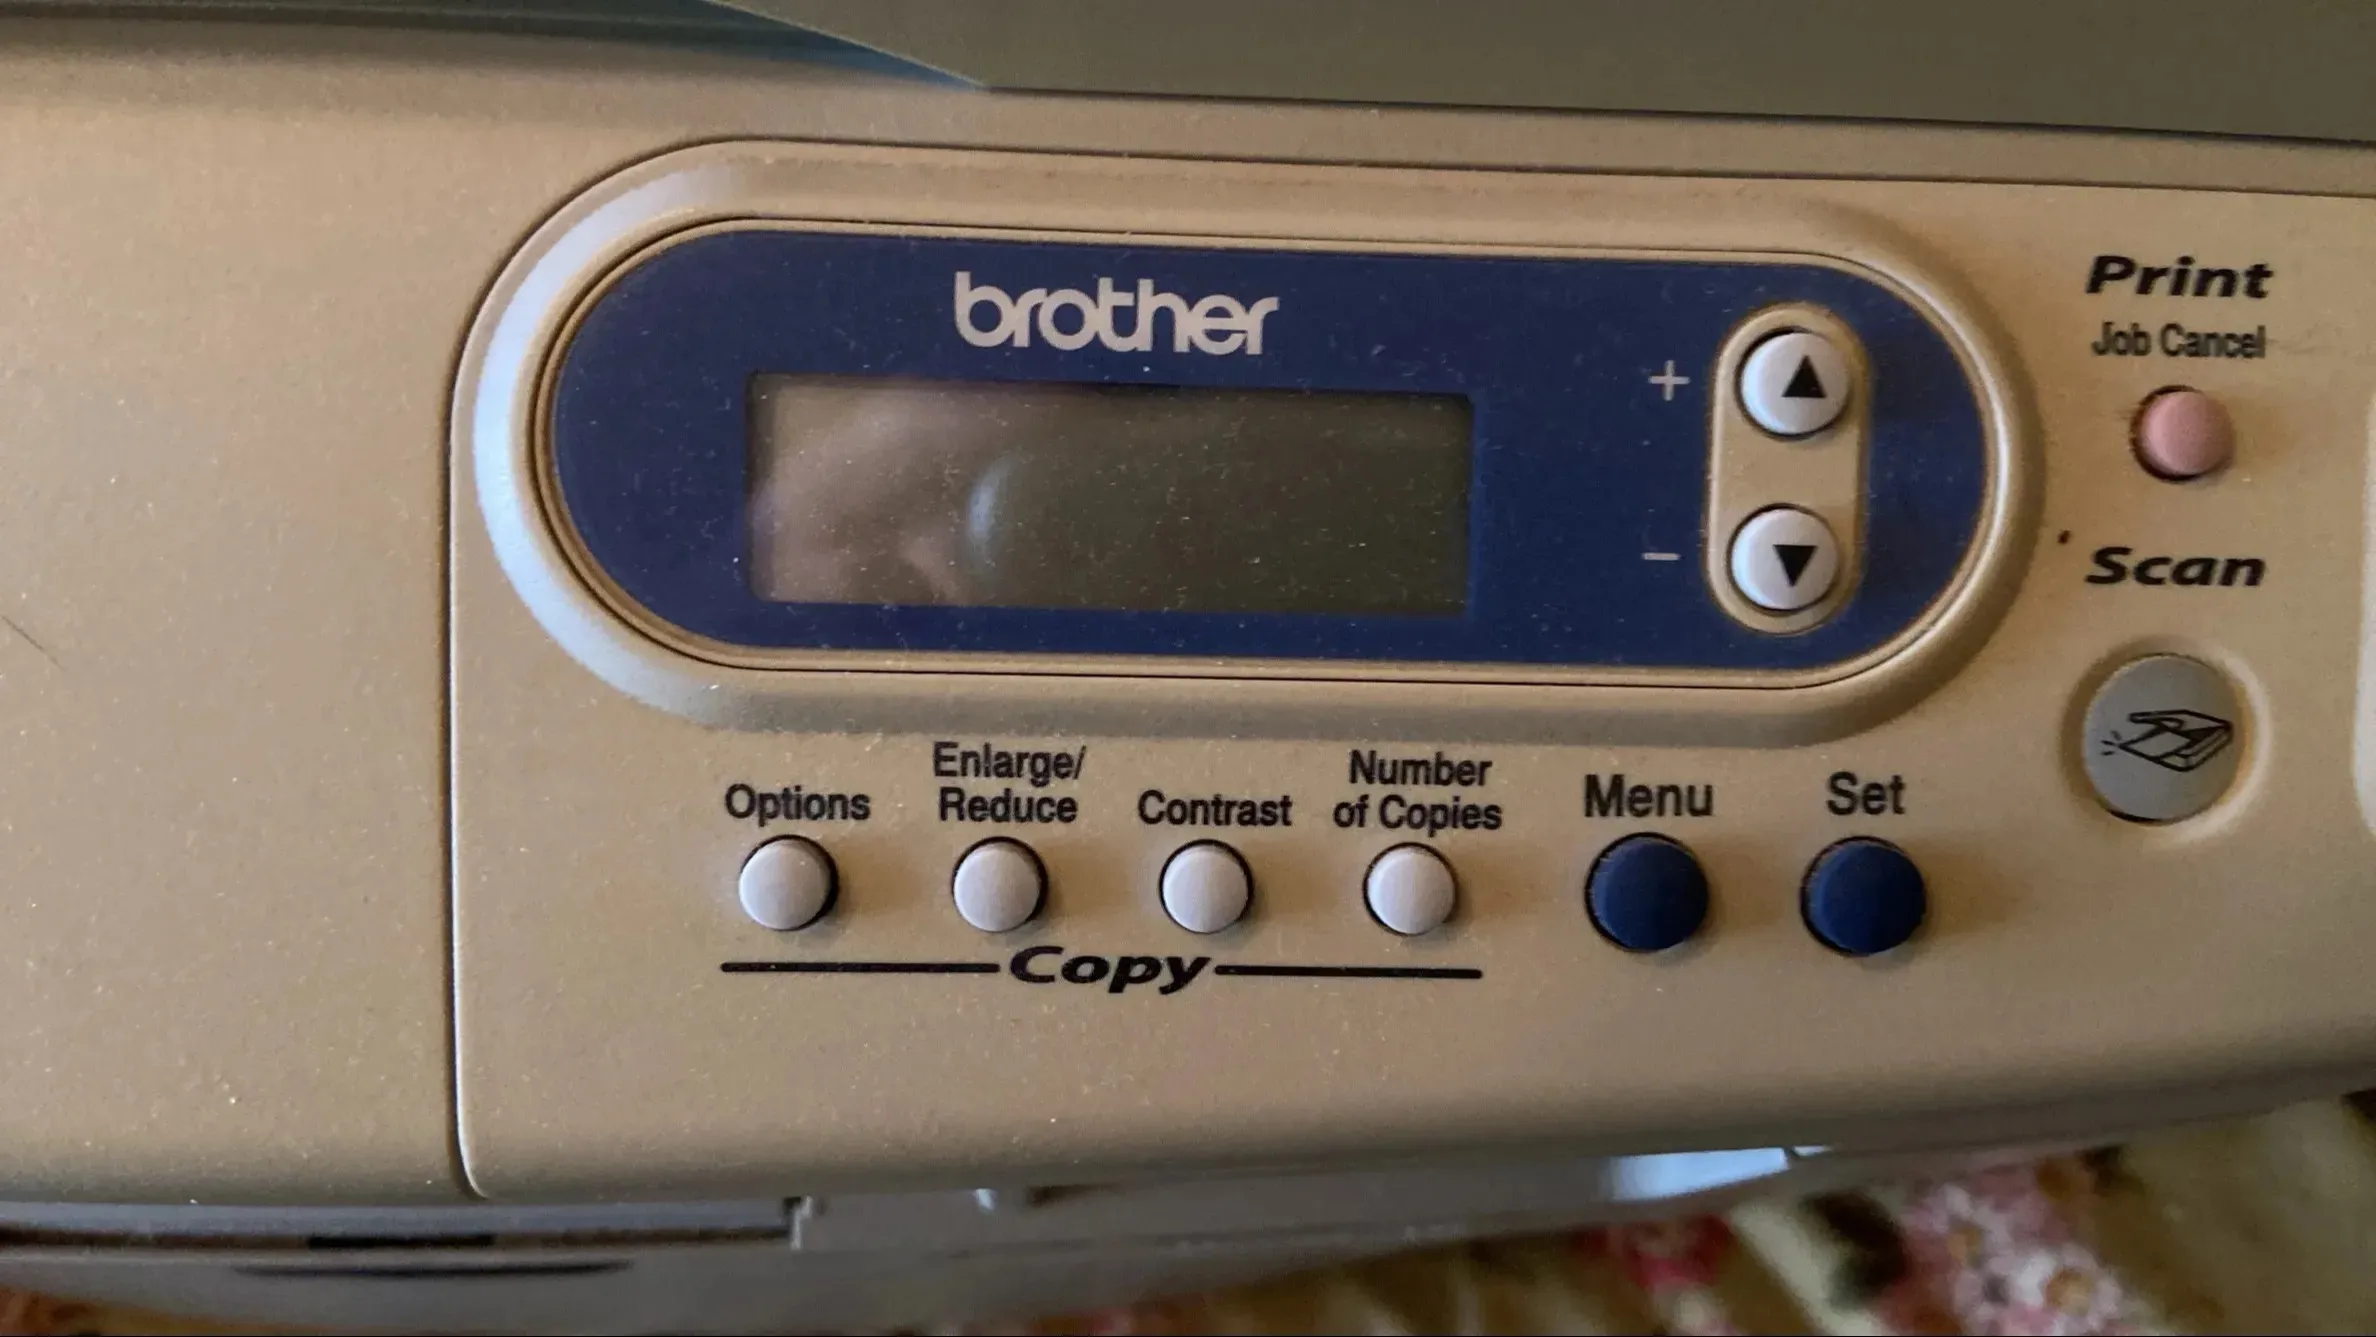 brother
+
-
Print
Job Cancel
Scan
Options
Enlarge/
Reduce
Contrast
Number
of Copies
Menu
Set
Copy